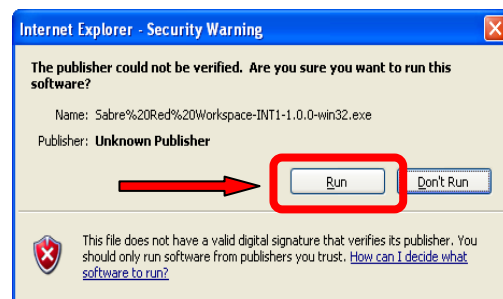 Internet Explorer - Security Warning
The publisher could not be verified. Are you sure you want to run this
software?
Name: Sabre%20Red%20Workspace-INT1-1.0.0-win32.exe
Publisher: Unknown Publisher
Run
Don't Run
This file does not have a valid digital signature that verifies its publisher. You
should only run software from publishers you trust. How can I decide what
software to run?